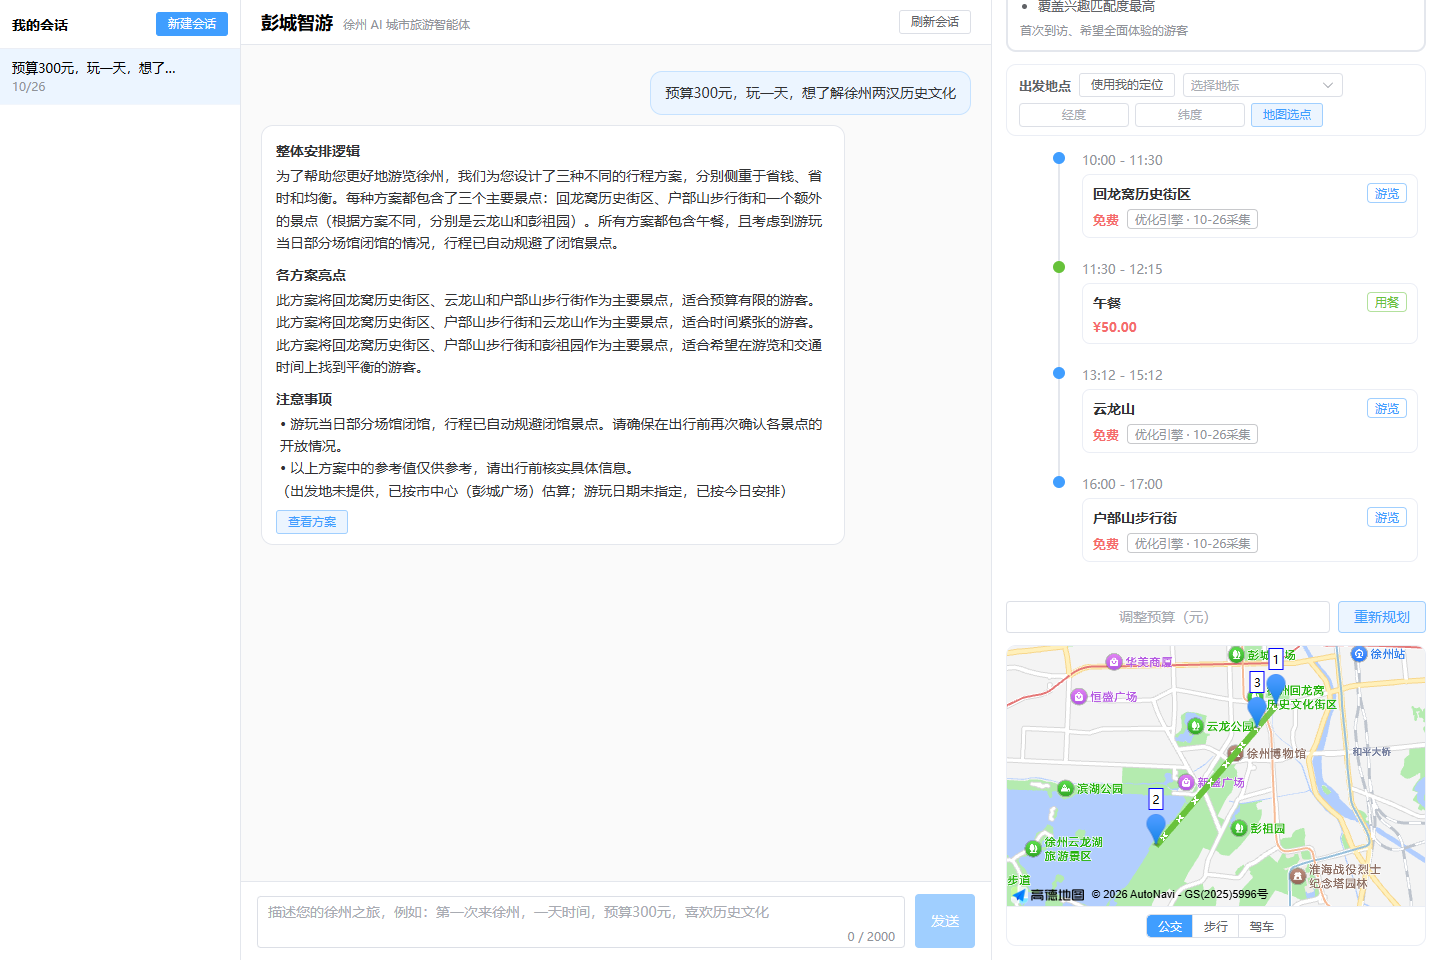 我的会话
新建会话
预算300元，玩一天，想了...
10/26
彭城智游
徐州 AI 城市旅游智能体
刷新会话
预算300元，玩一天，想了解徐州两汉历史文化
整体安排逻辑
为了帮助您更好地游览徐州，我们为您设计了三种不同的行程方案，分别侧重于省钱、省
时和均衡。每种方案都包含了三个主要景点：回龙窝历史街区、户部山步行街和一个额外
的景点（根据方案不同，分别是云龙山和彭祖园）。所有方案都包含午餐，且考虑到游玩
当日部分场馆闭馆的情况，行程已自动规避了闭馆景点。
各方案亮点
此方案将回龙窝历史街区、云龙山和户部山步行街作为主要景点，适合预算有限的游客。
此方案将回龙窝历史街区、户部山步行街和云龙山作为主要景点，适合时间紧张的游客。
此方案将回龙窝历史街区、户部山步行街和彭祖园作为主要景点，适合希望在游览和交通
时间上找到平衡的游客。
注意事项
• 游玩当日部分场馆闭馆，行程已自动规避闭馆景点。请确保在出行前再次确认各景点的
开放情况。
• 以上方案中的参考值仅供参考，请出行前核实具体信息。
（出发地未提供，已按市中心（彭城广场）估算；游玩日期未指定，已按今日安排）
查看方案
描述您的徐州之旅，例如：第一次来徐州，一天时间，预算300元，喜欢历史文化
0 / 2000
发送
• 覆盖兴趣匹配度最高
首次到访、希望全面体验的游客
出发地点
使用我的定位
选择地标
经度
纬度
地图选点
10:00 - 11:30
回龙窝历史街区
游览
免费
优化引擎 · 10-26采集
11:30 - 12:15
午餐
用餐
¥50.00
13:12 - 15:12
云龙山
游览
免费
优化引擎 · 10-26采集
16:00 - 17:00
户部山步行街
游览
免费
优化引擎 · 10-26采集
调整预算（元）
重新规划
华美商厦
彭城
场
1
徐州站
恒盛广场
3
州回龙窝
历史文化街区
云龙公园
徐州博物馆
和平大桥
新盛广场
滨湖公园
2
彭祖园
徐州云龙湖
旅游景区
淮海战役烈士
纪念塔园林
步道
高德地图
© 2026 AutoNavi - GS(2025)5996号
公交
步行
驾车